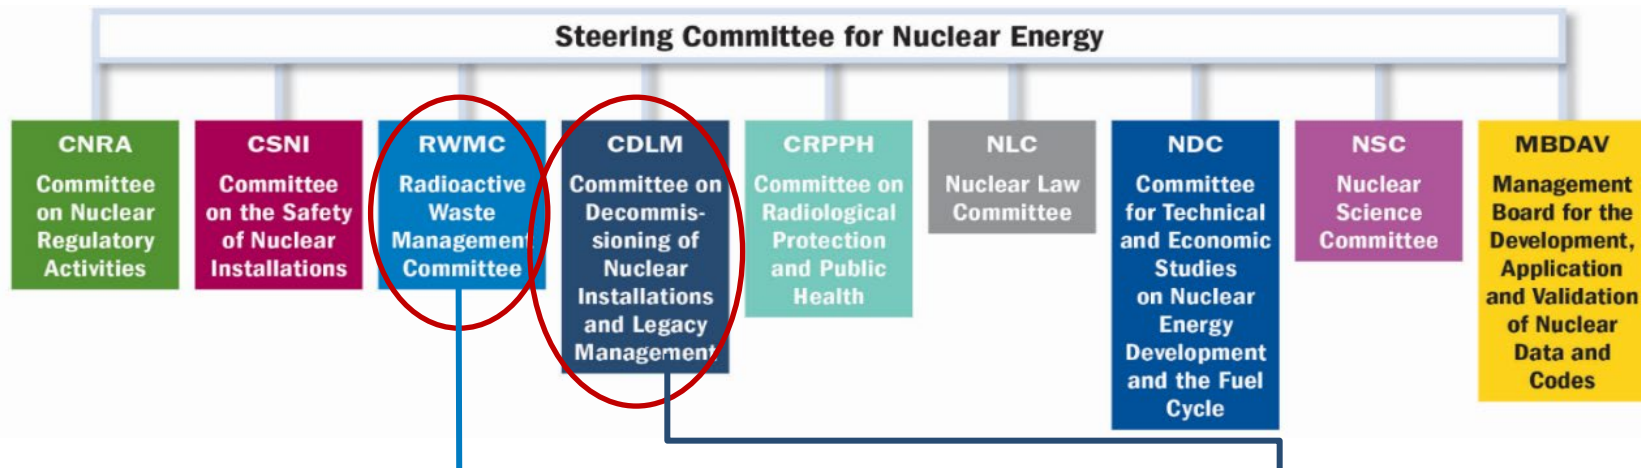 Steering Committee for Nuclear Energy
CNRA
Committee
on Nuclear
Regulatory
Activities
CSNI
Committee
on the Safety
of Nuclear
Installations
RWMC
Radioactive
Waste
Management
Committee
CDLM
Committee on
Decommis-
sioning of
Nuclear
Installations
and Legacy
Management
CRPPH
Committee on
Radiological
Protection
and Public
Health
NLC
Nuclear Law
Committee
NDC
Committee
for Technical
and Economic
Studies
on Nuclear
Energy
Development
and the Fuel
Cycle
NSC
Nuclear
Science
Committee
MBDAV
Management
Board for the
Development,
Application
and Validation
of Nuclear
Data and
Codes